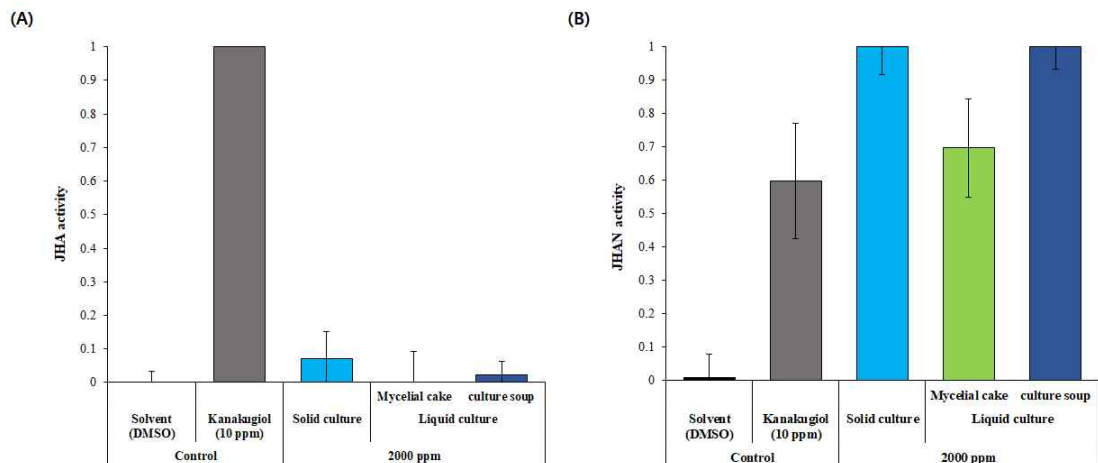 (A)
JHA activity
1
0.9
0.8
0.7
0.6
0.5
0.4
0.3
0.2
0.1
0
Mycelial cake culture soup
Solvent (DMSO)
Kanakugiol (10 ppm)
Solid culture
Liquid culture
Control
2000 ppm
(B)
JHAN activity
1
0.9
0.8
0.7
0.6
0.5
0.4
0.3
0.2
0.1
0
Mycelial cake culture soup
Solvent (DMSO)
Kanakugiol (10 ppm)
Solid culture
Liquid culture
Control
2000 ppm